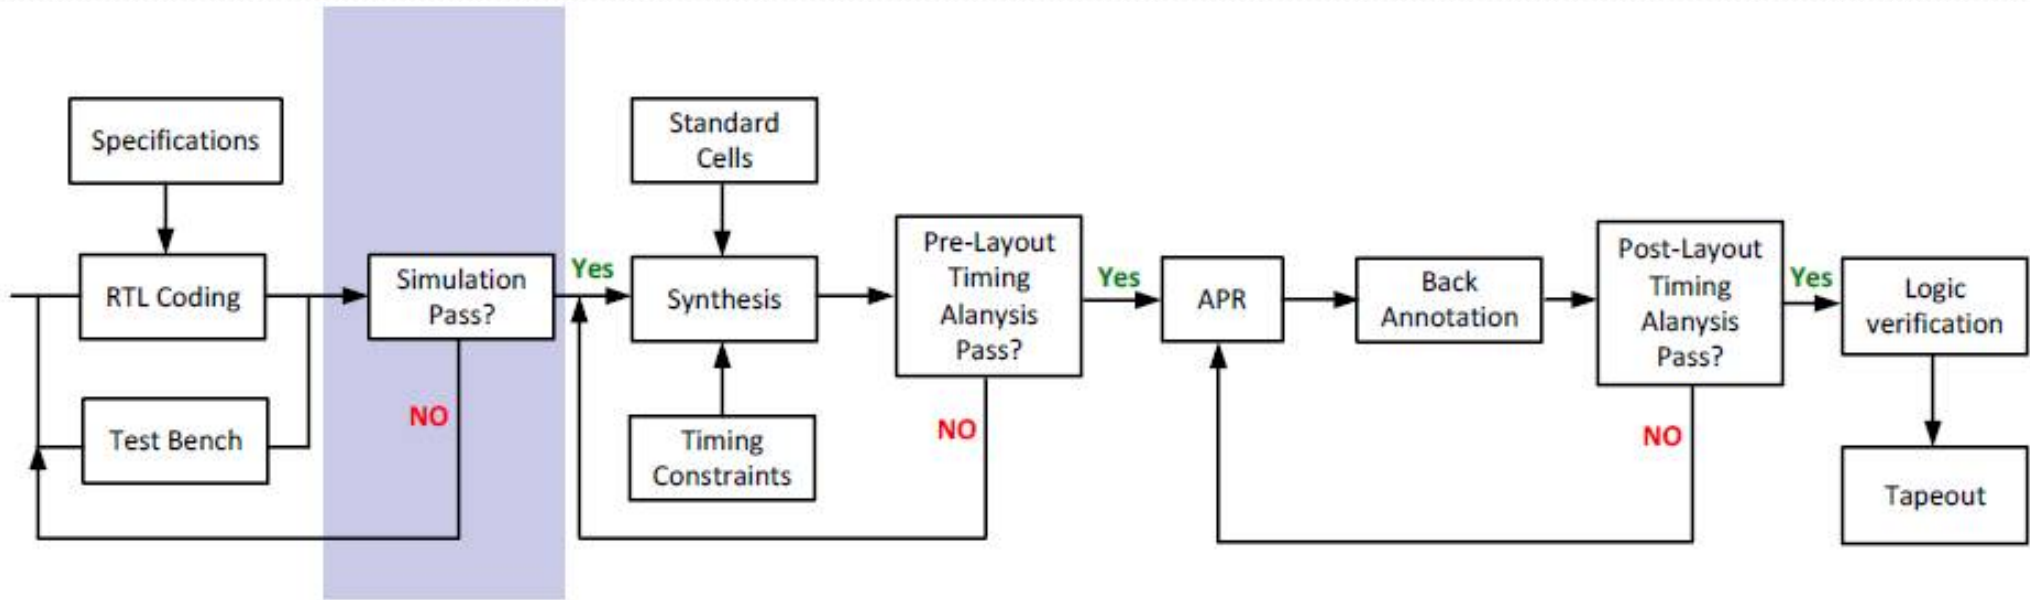 Specifications
RTL Coding
Test Bench
Simulation
Pass?
NO
Yes
Standard
Cells
Synthesis
Timing
Constraints
Pre-Layout
Timing
Alanysis
Pass?
NO
Yes
APR
Back
Annotation
Post-Layout
Timing
Alanysis
Pass?
NO
Yes
Logic
verification
Tapeout